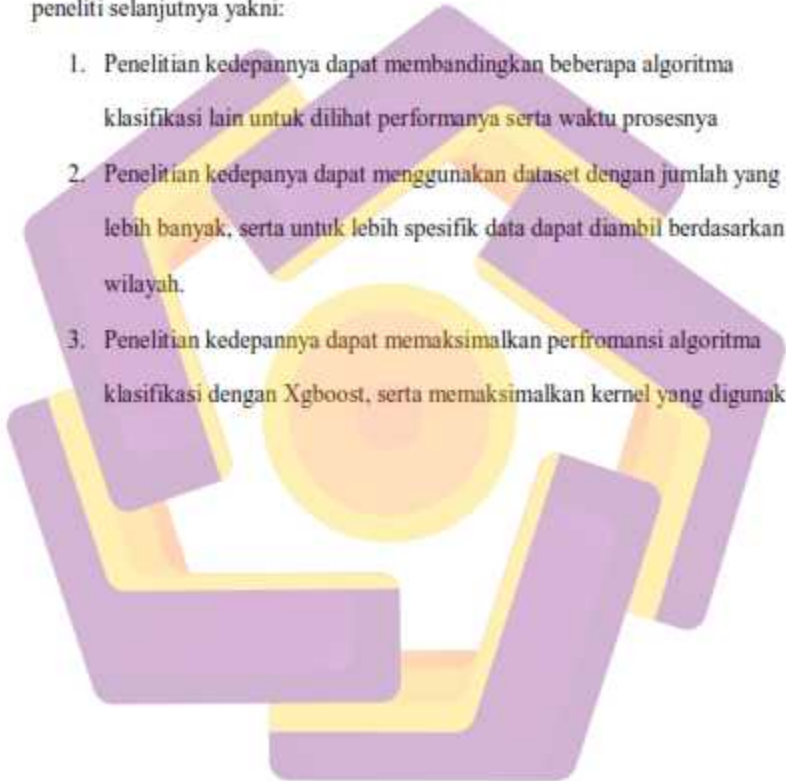 peneliti selanjutnya yakni:
1. Penelitian kedepannya dapat membandingkan beberapa algoritma
klasifikasi lain untuk dilihat performanya serta waktu prosesnya
2. Penelitian kedepanya dapat menggunakan dataset dengan jumlah yang
lebih banyak, serta untuk lebih spesifik data dapat diambil berdasarkan
wilayah.
3. Penelitian kedepannya dapat memaksimalkan perfromansi algoritma
klasifikasi dengan Xgboost, serta memaksimalkan kernel yang digunak